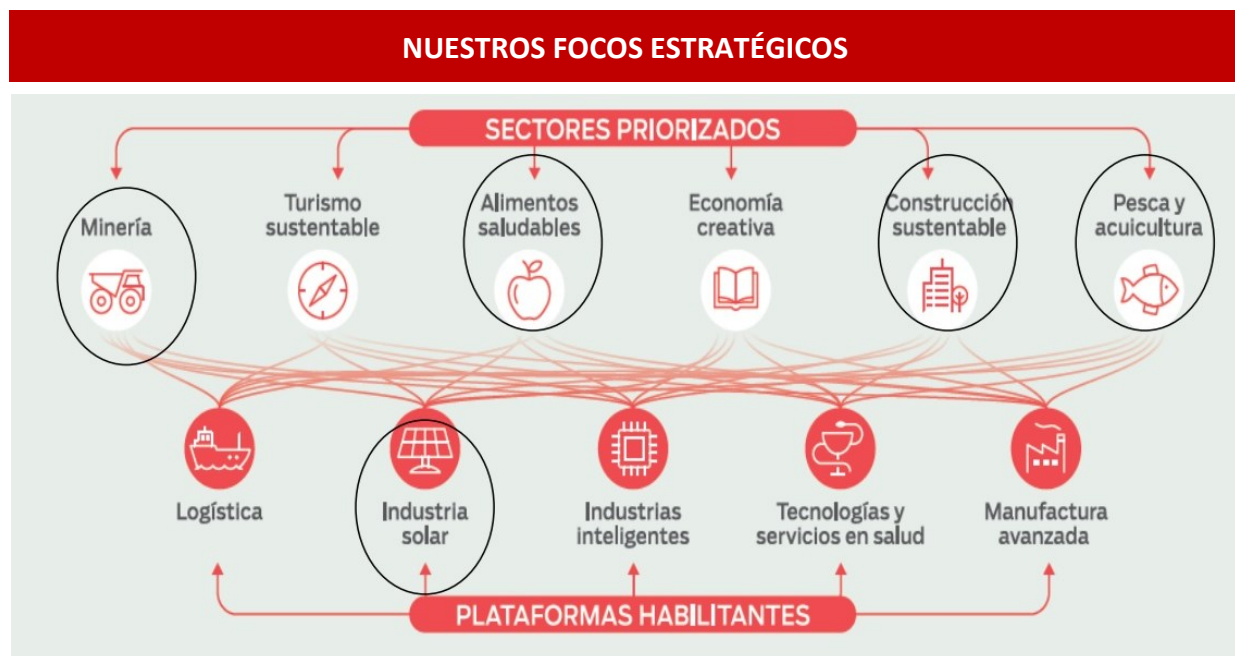 NUESTROS FOCOS ESTRATÉGICOS
SECTORES PRIORIZADOS
Minería
Turismo
sustentable
Alimentos
saludables
Economía
creativa
Construcción
sustentable
Pesca y
acuicultura
Logística
Industria
solar
Industrias
inteligentes
Tecnologías y
servicios en salud
Manufactura
avanzada
PLATAFORMAS HABILITANTES